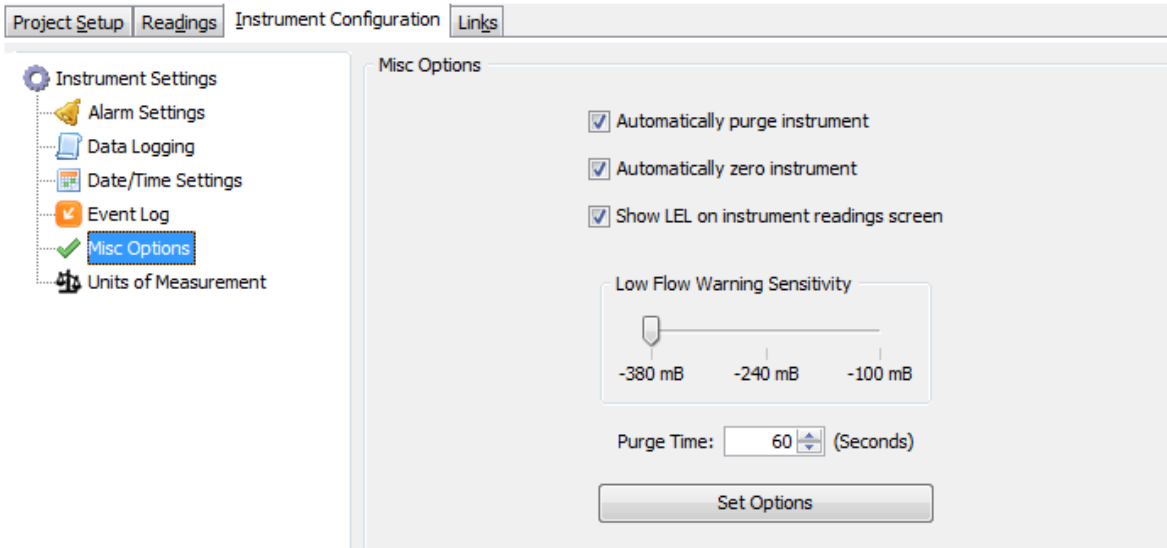 Project Setup Readings Instrument Configuration Links
Instrument Settings
Alarm Settings
Data Logging
Date/Time Settings
Event Log
Misc Options
Units of Measurement
Misc Options
Automatically purge instrument
Automatically zero instrument
Show LEL on instrument readings screen
Low Flow Warning Sensitivity
-380 mB -240 mB -100 mB
Purge Time: 60 (Seconds)
Set Options